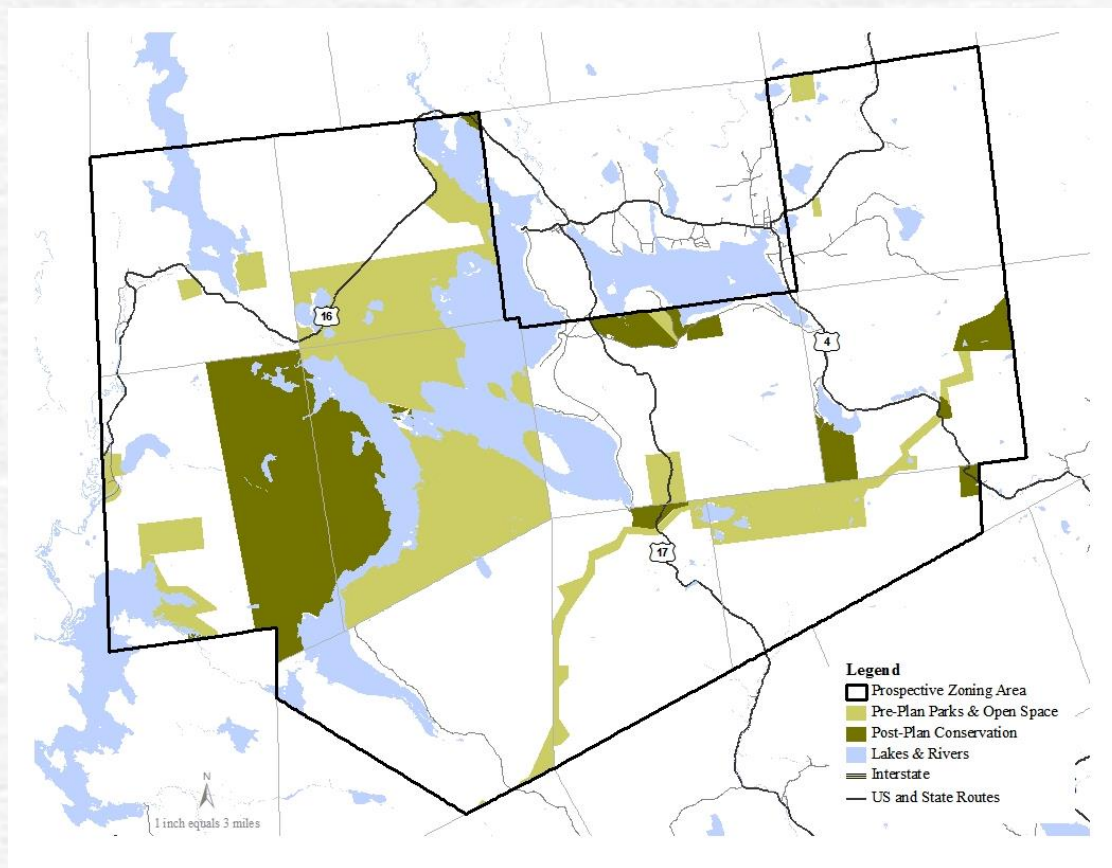 16
4
17
Legend
Prospective Zoning Area
Pre-Plan Parks & Open Space
Post-Plan Conservation
Lakes & Rivers
Interstate
US and State Routes
N
1 inch equals 3 miles